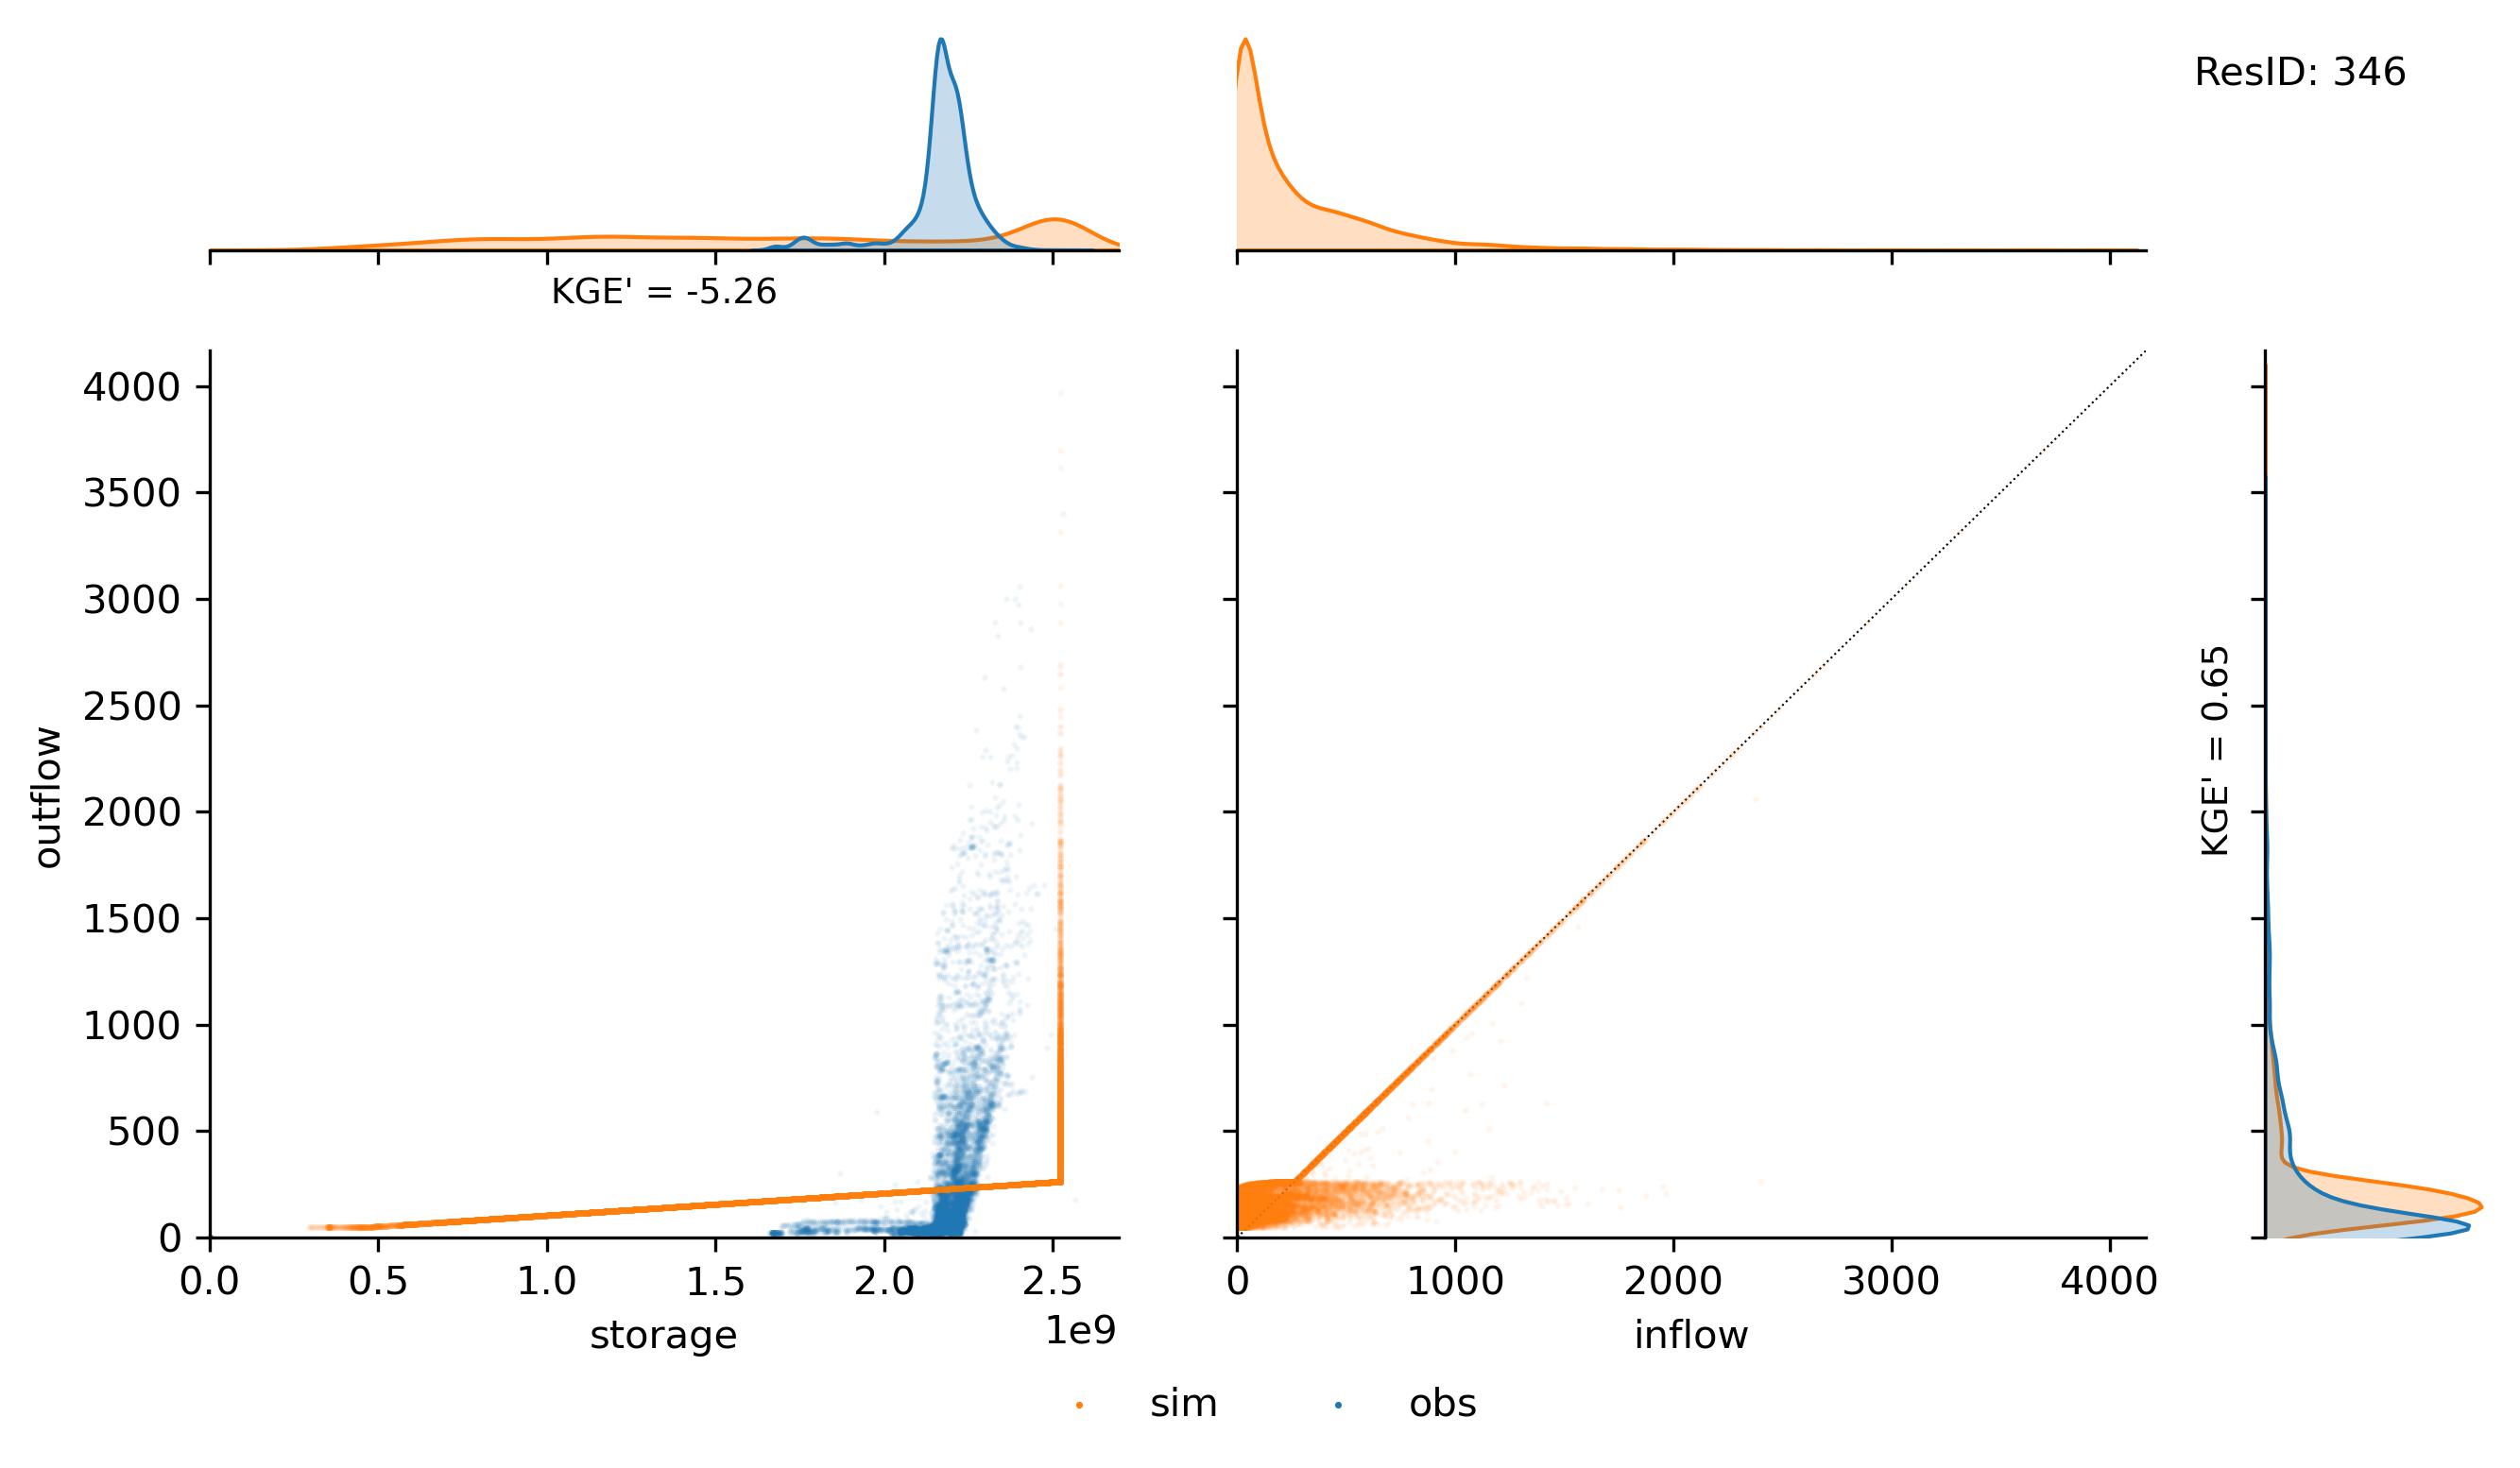 ResID: 346
KGE' = -5.26
4000
3500
3000
2500
2000
1500
1000
500
0
outflow
KGE' = 0.65
0.0 0.5 1.0 1.5 2.0 2.5
1e9
storage
0 1000 2000 3000 4000
inflow
sim obs